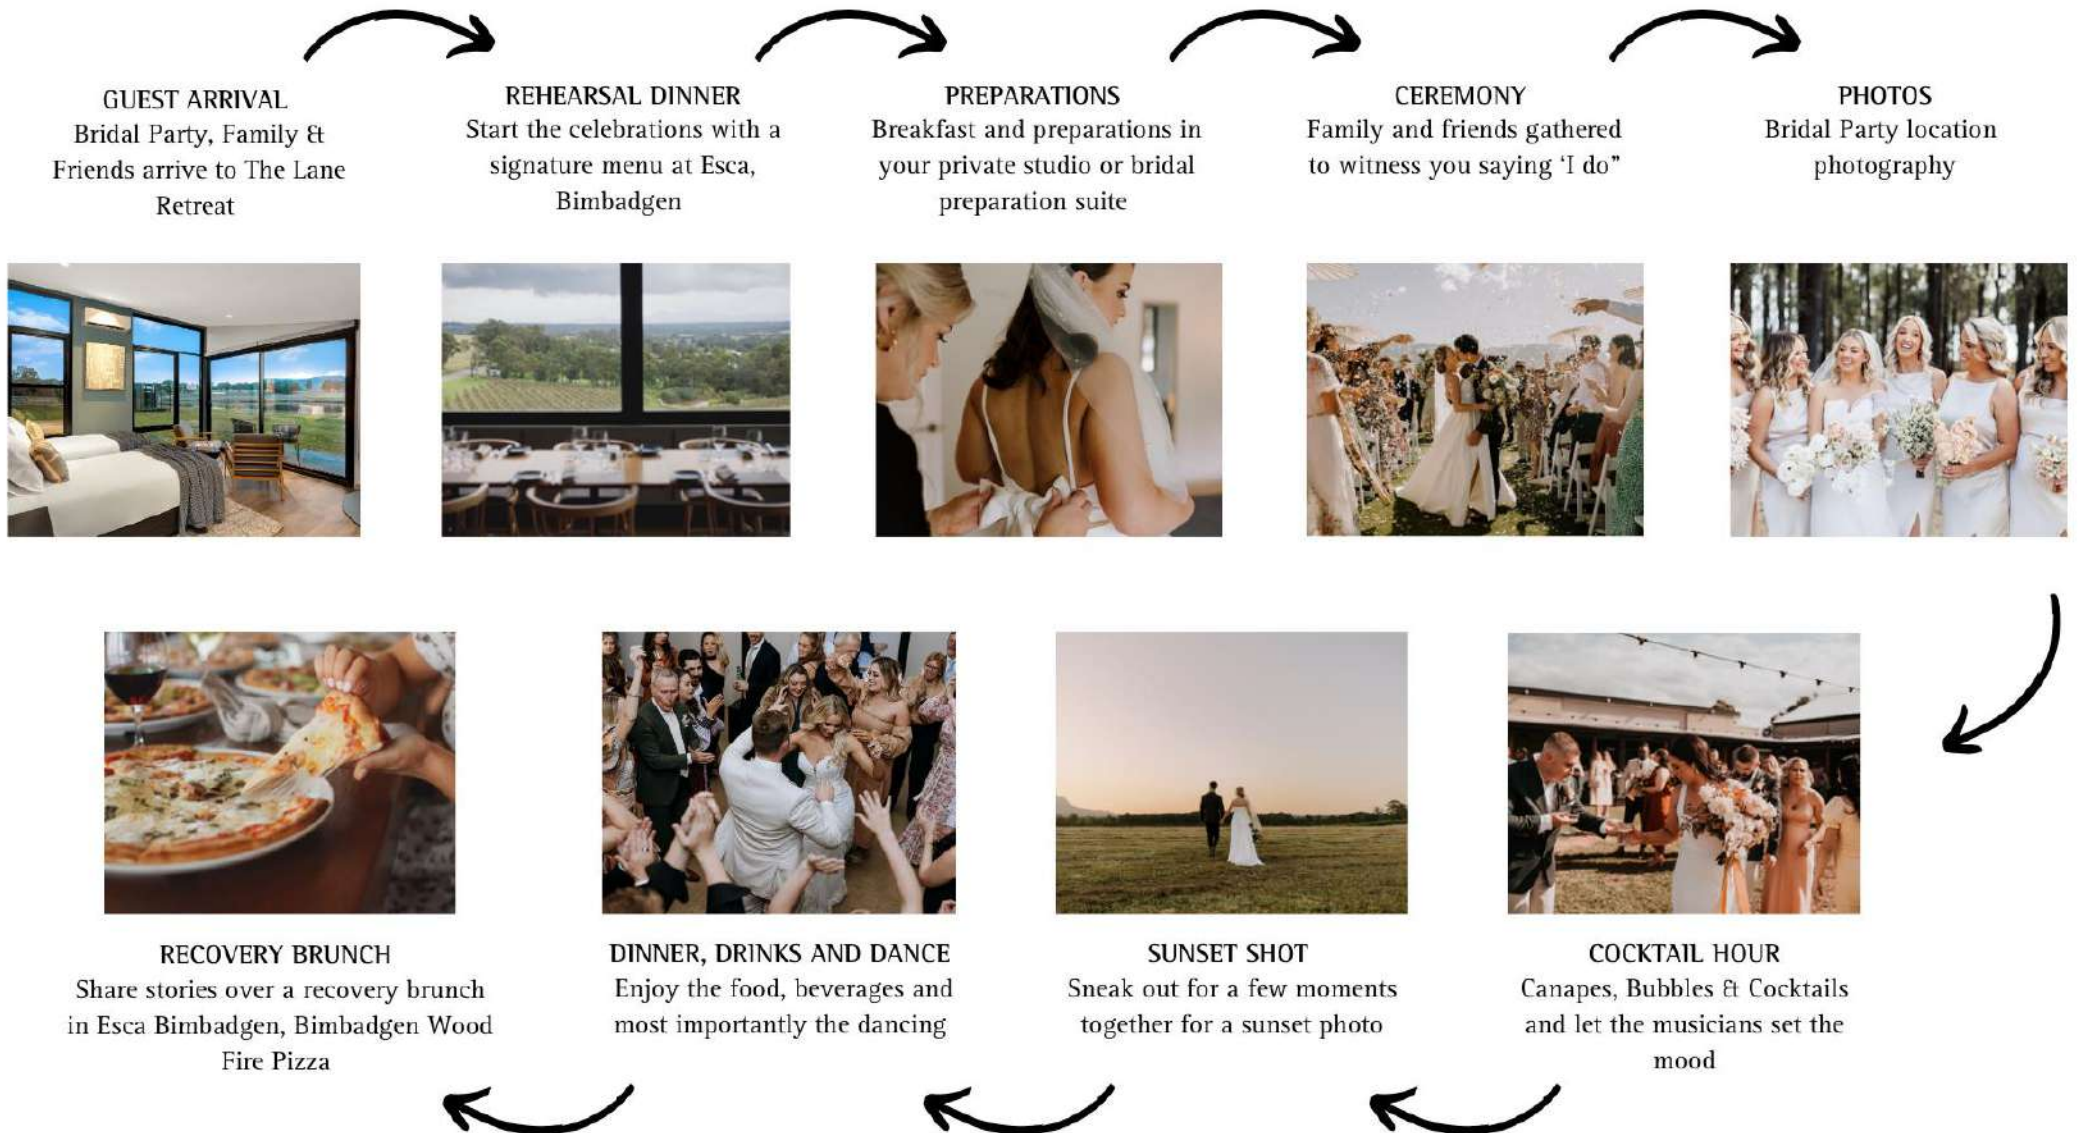 GUEST ARRIVAL
Bridal Party, Family &
Friends arrive to The Lane
Retreat
REHEARSAL DINNER
Start the celebrations with a
signature menu at Esca,
Bimbadgen
PREPARATIONS
Breakfast and preparations in
your private studio or bridal
preparation suite
CEREMONY
Family and friends gathered
to witness you saying ‘I do”
PHOTOS
Bridal Party location
photography
COCKTAIL HOUR
Canapes, Bubbles & Cocktails
and let the musicians set the
mood
SUNSET SHOT
Sneak out for a few moments
together for a sunset photo
DINNER, DRINKS AND DANCE
Enjoy the food, beverages and
most importantly the dancing
RECOVERY BRUNCH
Share stories over a recovery brunch
in Esca Bimbadgen, Bimbadgen Wood
Fire Pizza